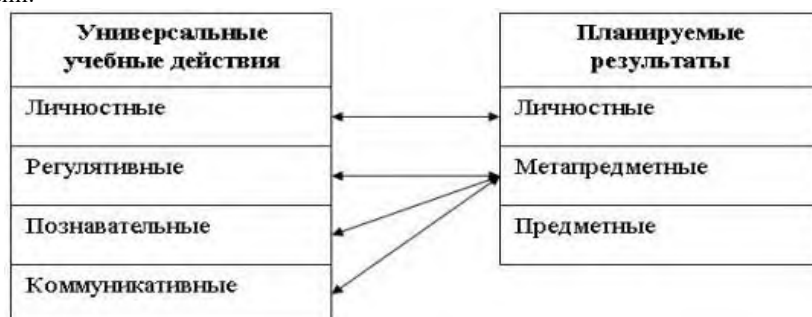 Универсальные
учебные действия
Личностные
Регулятивные
Познавательные
Коммуникативные
Планируемые
результаты
Личностные
Метапредметные
Предметные